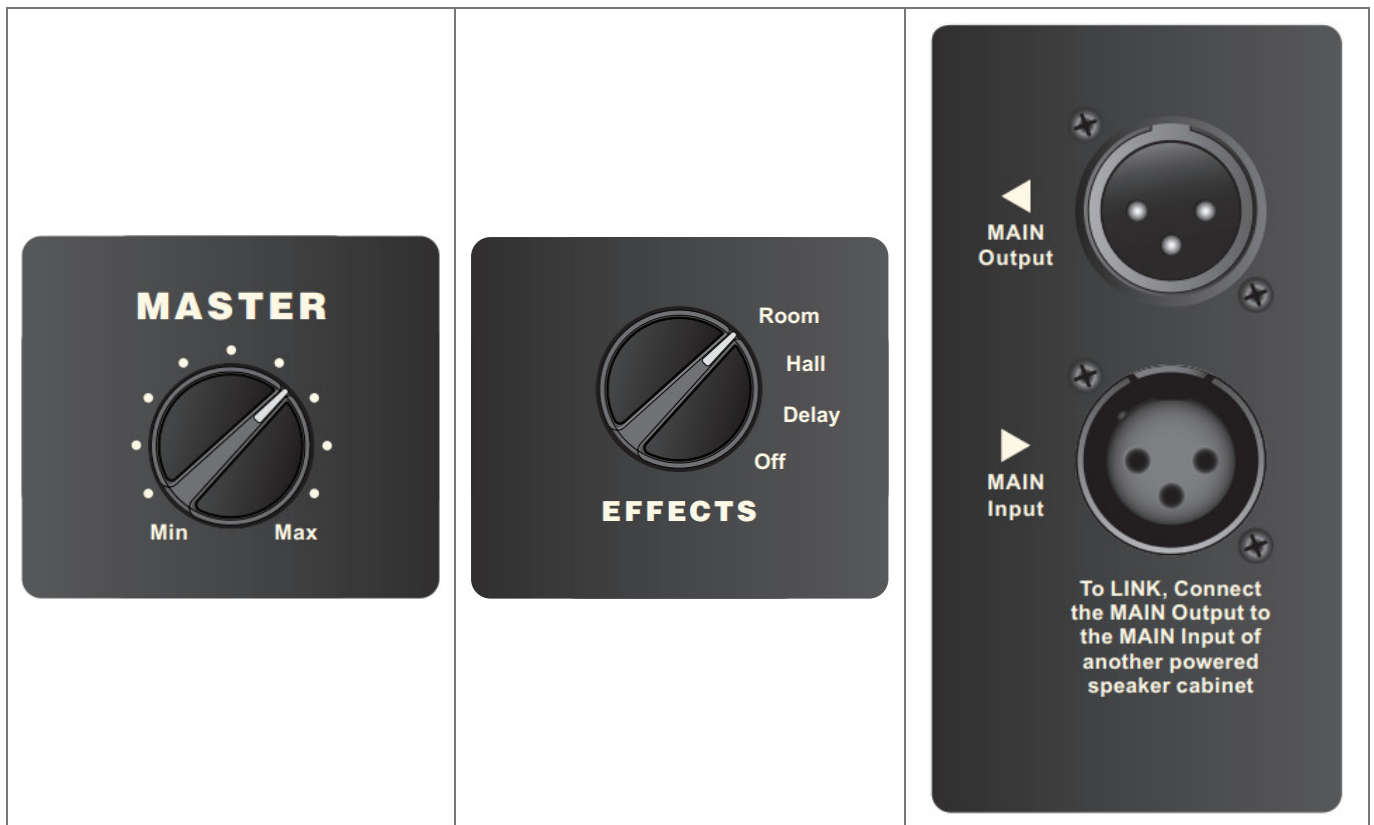 MASTER
Min
Max
Room
Hall
Delay
Off
EFFECTS
MAIN
Output
MAIN
Input
To LINK, Connect
the MAIN Output to
the MAIN Input of
another powered
speaker cabinet